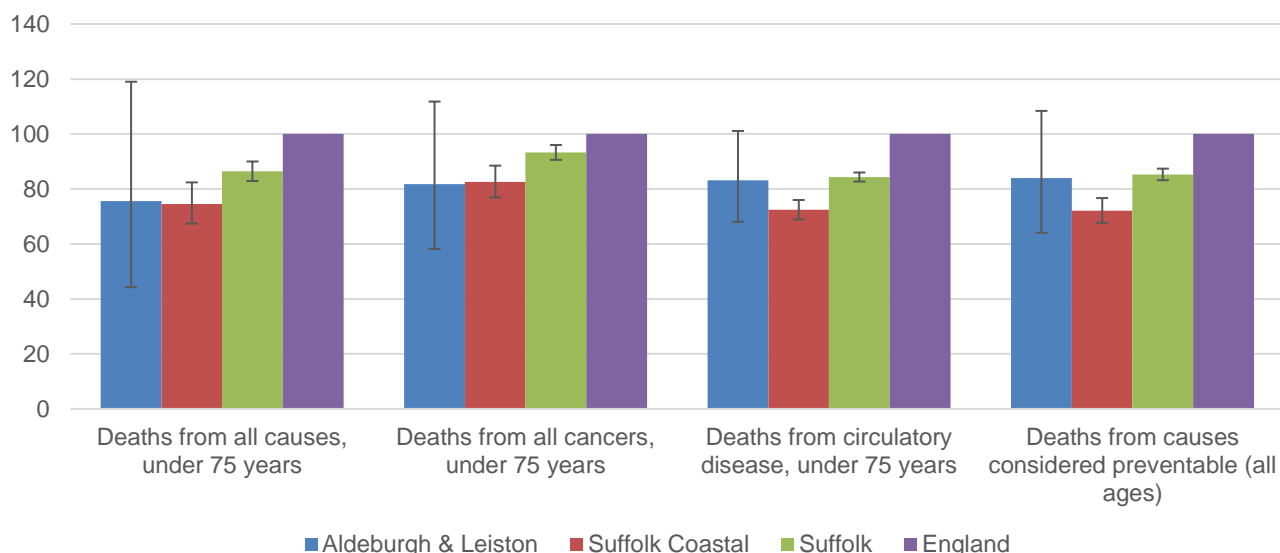 140
120
100
80
60
40
20
0
Deaths from all causes,
under 75 years
Deaths from all cancers,
under 75 years
Deaths from circulatory
disease, under 75 years
Deaths from causes
considered preventable (all
ages)
Aldeburgh & Leiston
Suffolk Coastal
Suffolk
England